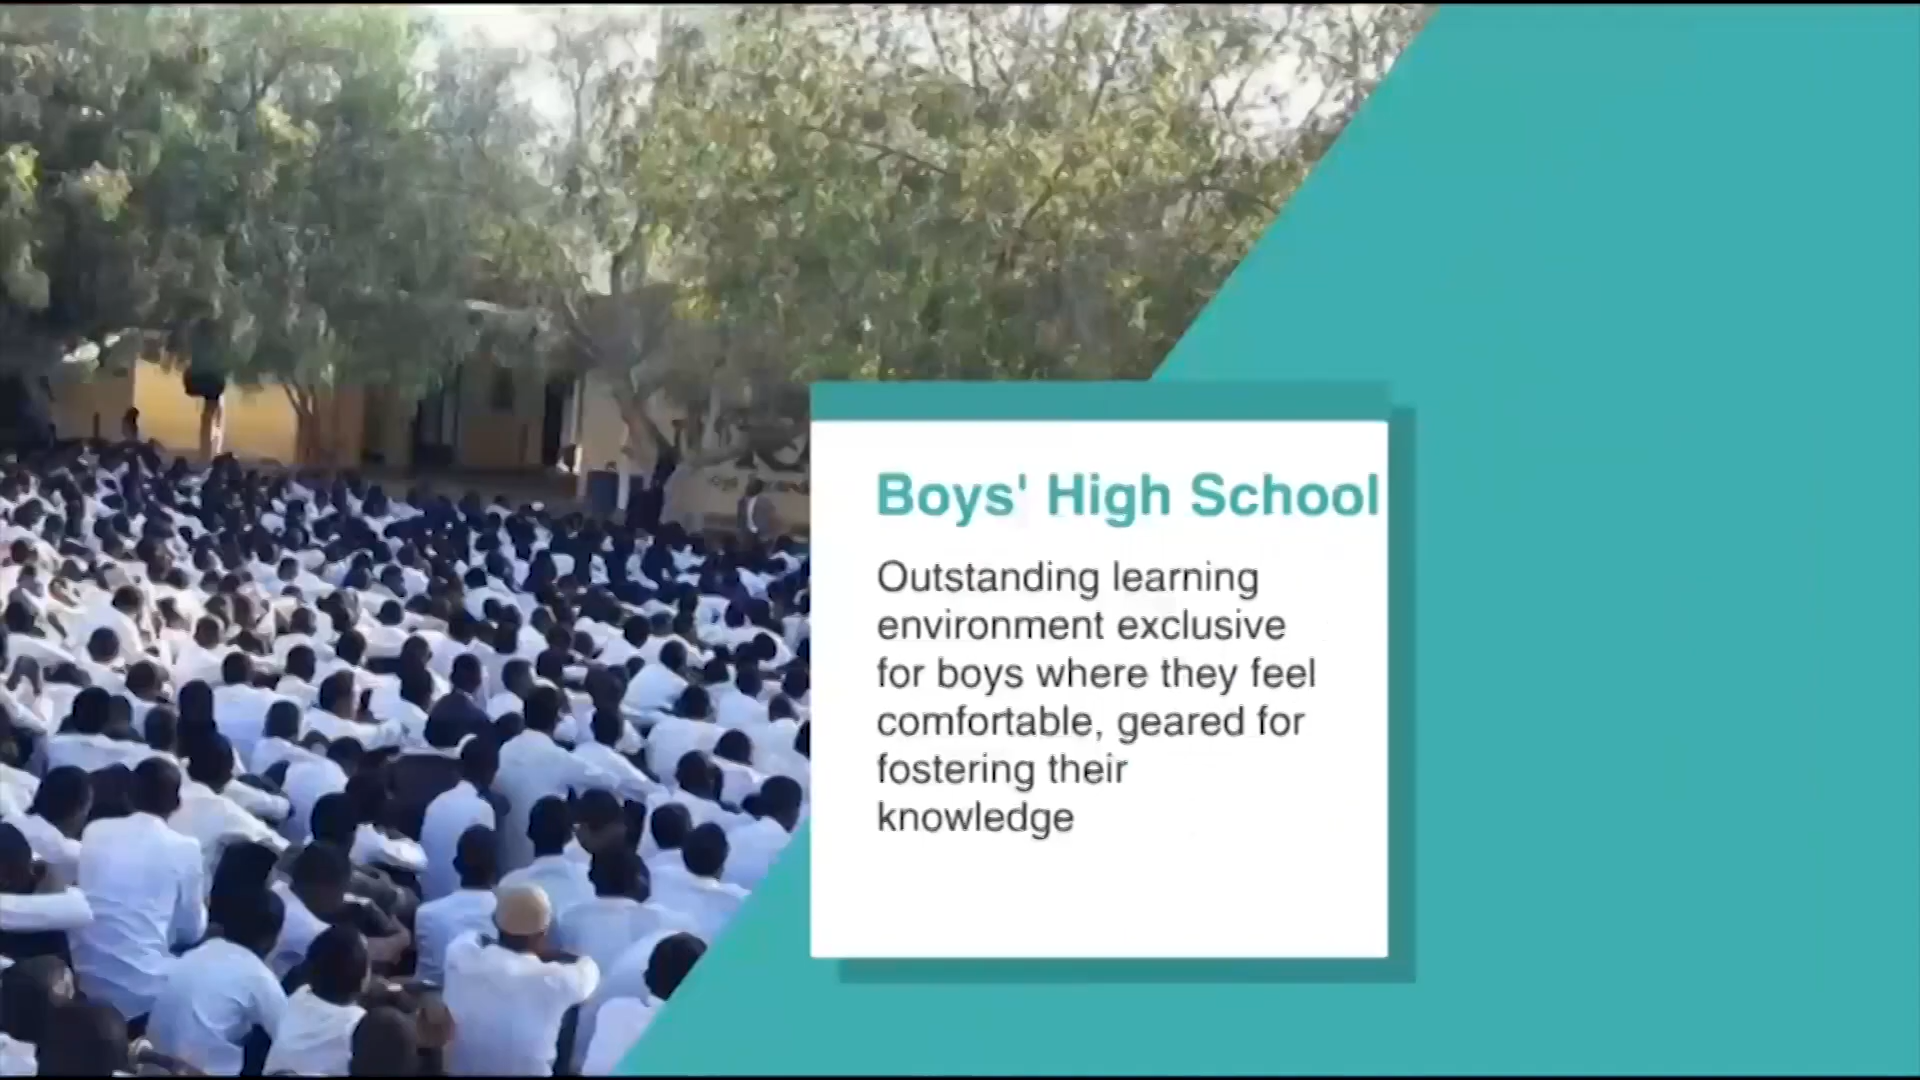 Boys' High School
Outstanding learning
environment exclusive
for boys where they feel
comfortable, geared for
fostering their
knowledge